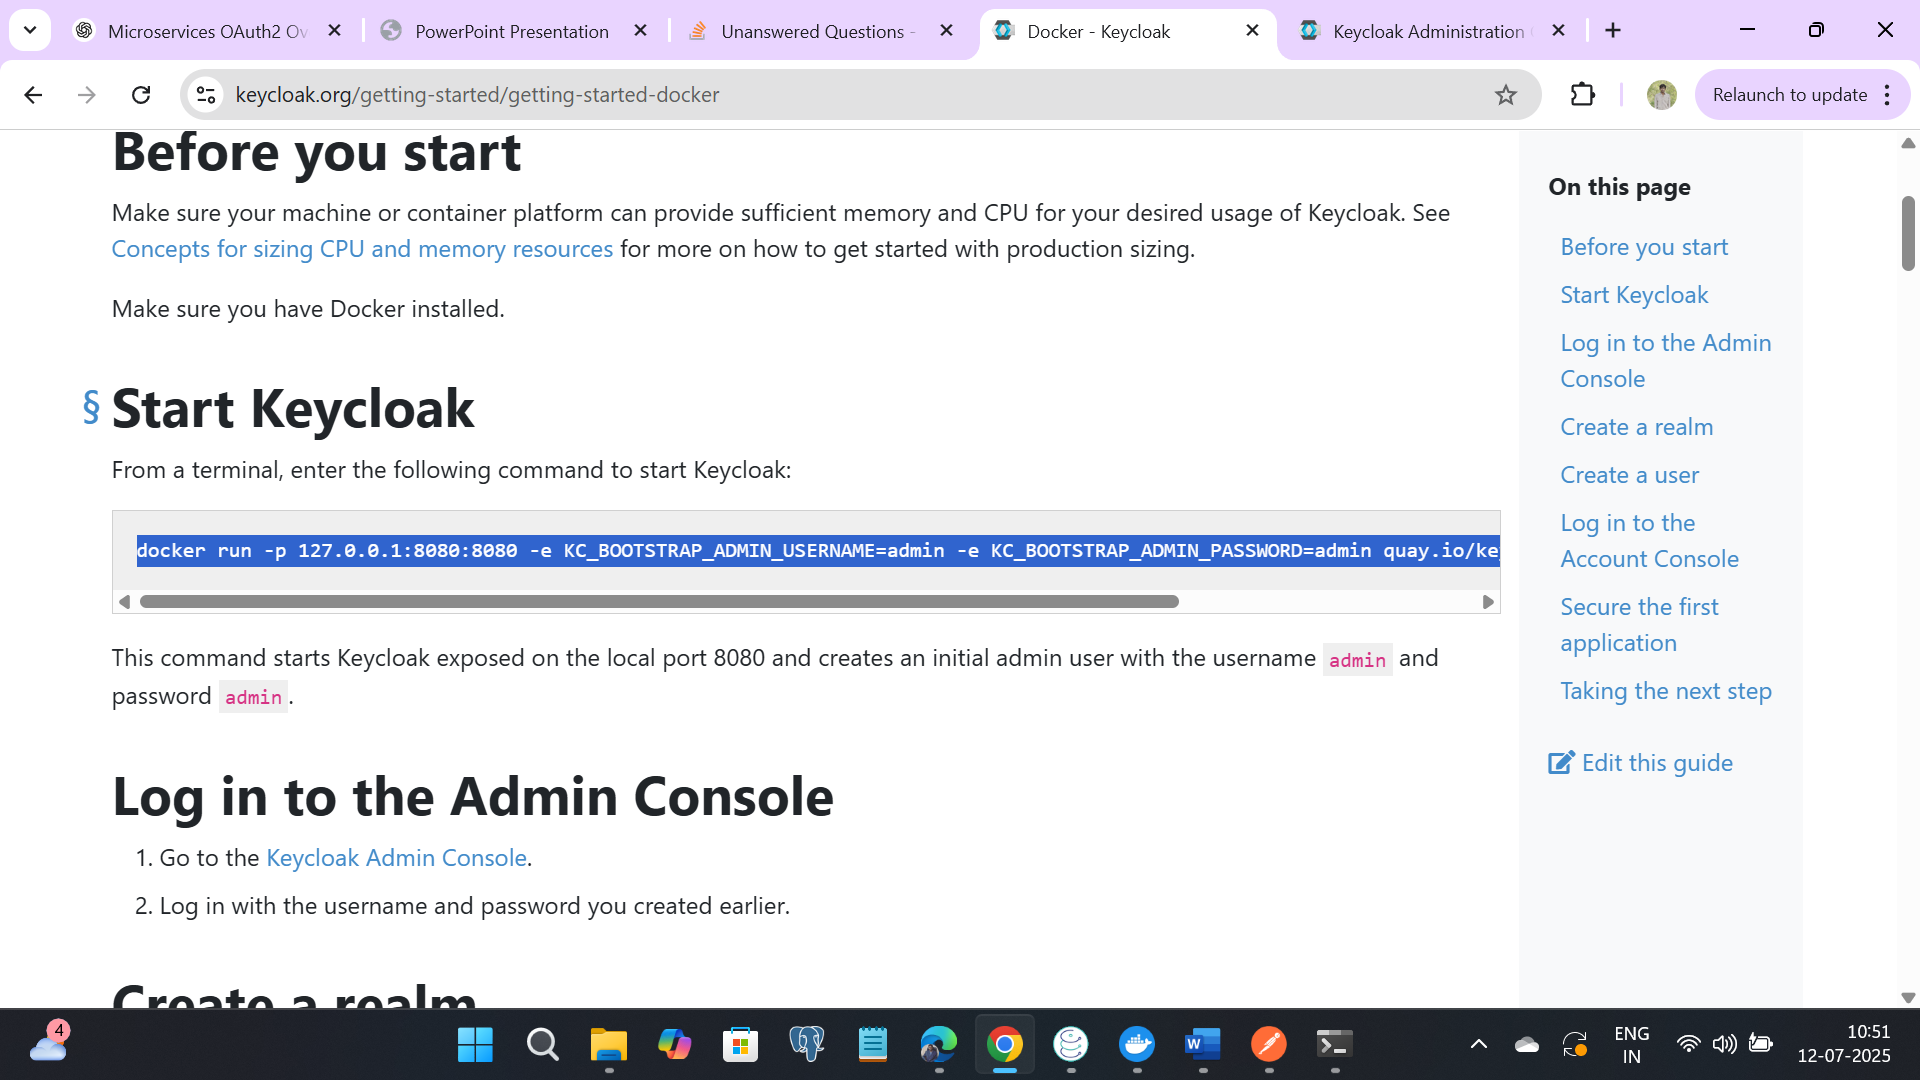 Microservices OAuth2 Ov
PowerPoint Presentation
Unanswered Questions -
Docker - Keycloak
Keycloak Administration
keycloak.org/getting-started/getting-started-docker
Relaunch to update
Before you start
Make sure your machine or container platform can provide sufficient memory and CPU for your desired usage of Keycloak. See
Concepts for sizing CPU and memory resources for more on how to get started with production sizing.
Make sure you have Docker installed.
§ Start Keycloak
From a terminal, enter the following command to start Keycloak:
docker run -p 127.0.0.1:8080:8080 -e KC_BOOTSTRAP_ADMIN_USERNAME=admin -e KC_BOOTSTRAP_ADMIN_PASSWORD=admin quay.io/ke
This command starts Keycloak exposed on the local port 8080 and creates an initial admin user with the username admin and
password admin.
Log in to the Admin Console
1. Go to the Keycloak Admin Console.
2. Log in with the username and password you created earlier.
Create a realm
On this page
Before you start
Start Keycloak
Log in to the Admin
Console
Create a realm
Create a user
Log in to the
Account Console
Secure the first
application
Taking the next step
Edit this guide
4
W
ENG
IN
10:51
12-07-2025